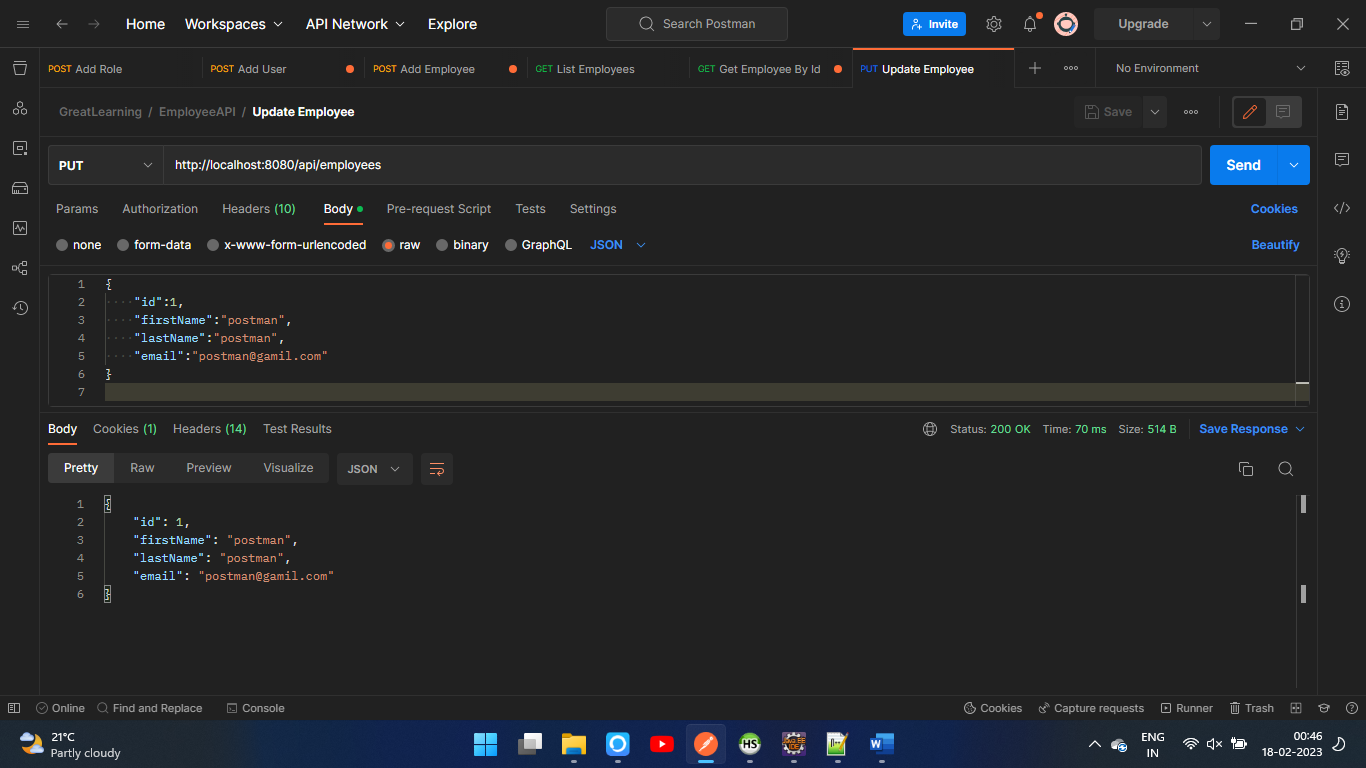 Home Workspaces API Network Explore Search Postman Invite Upgrade
POST Add Role POST Add User POST Add Employee GET List Employees GET Get Employee By Id PUT Update Employee No Environment
GreatLearning / EmployeeAPI / Update Employee Save
PUT http://localhost:8080/api/employees Send
Params Authorization Headers (10) Body Pre-request Script Tests Settings Cookies
none form-data x-www-form-urlencoded raw binary GraphQL JSON Beautify
1 {
2 "id":1,
3 "firstName":"postman",
4 "lastName":"postman",
5 "email":"postman@gamil.com"
6 }
7
Body Cookies (1) Headers (14) Test Results Status: 200 OK Time: 70 ms Size: 514 B Save Response
Pretty Raw Preview Visualize JSON
1 {
2 "id": 1,
3 "firstName": "postman",
4 "lastName": "postman",
5 "email": "postman@gamil.com"
6 }
Online Find and Replace Console Cookies Capture requests Runner Trash
21°C
Partly cloudy
HS
ENG
IN
00:46
18-02-2023